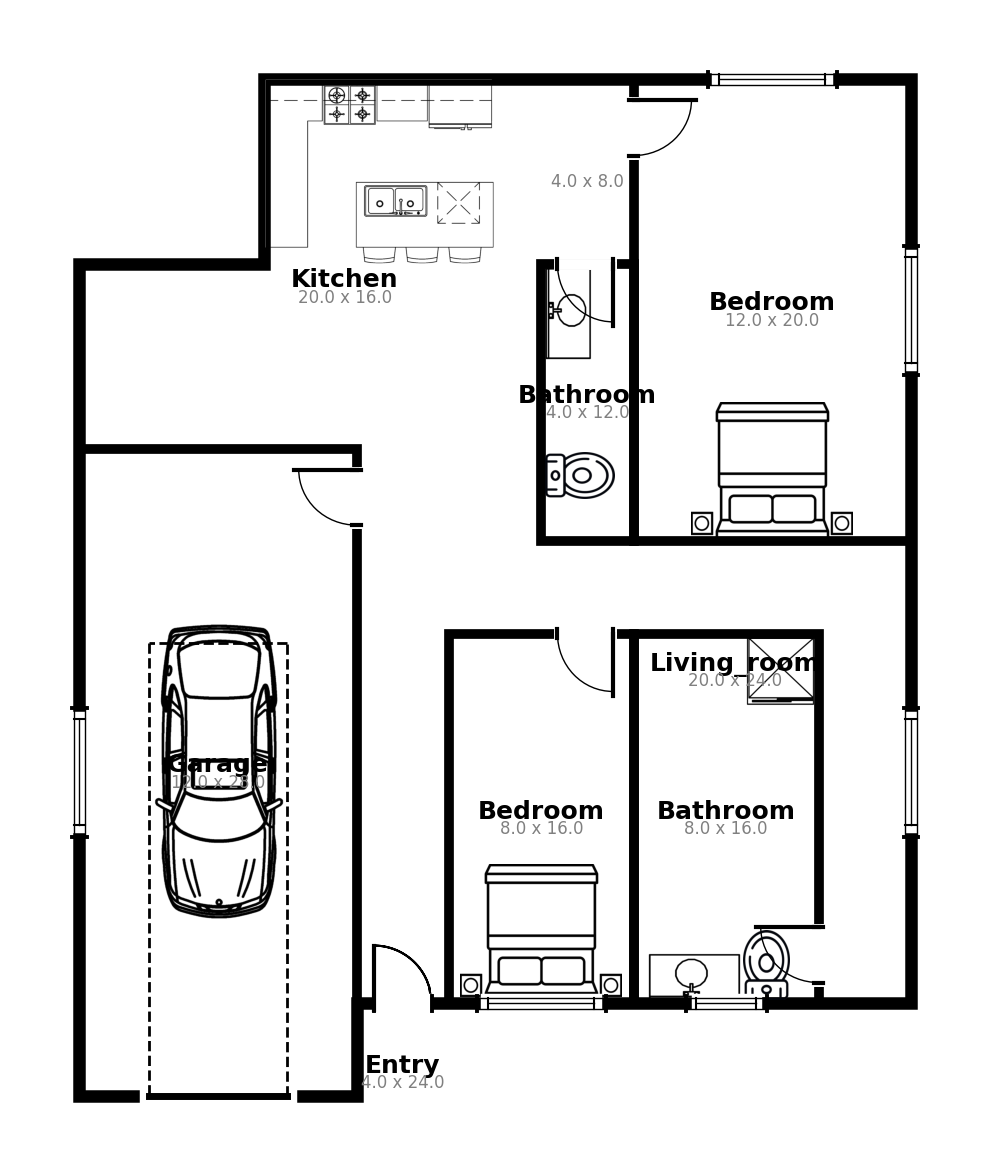 4.0 x 8.0
Kitchen
20.0 x 16.0
Bedroom
12.0 x 20.0
Bathroom
4.0 x 12.0
Living_room
20.0 x 24.0
Garage
12.0 x 28.0
Bedroom
8.0 x 16.0
Bathroom
8.0 x 16.0
Entry
4.0 x 24.0